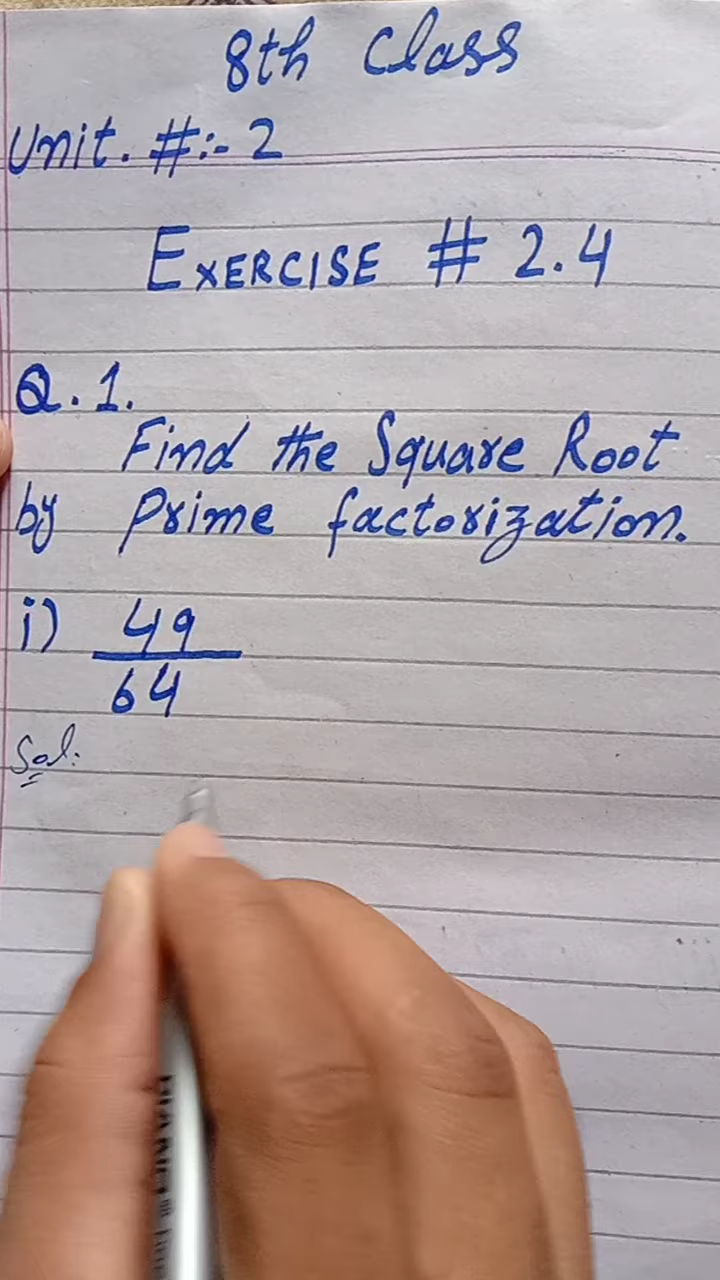 8th Class
Unit. #:- 2
EXERCISE # 2.4
Q.1.
Find the Square Root
by Prime factorization.
i) 49
64
Sol: